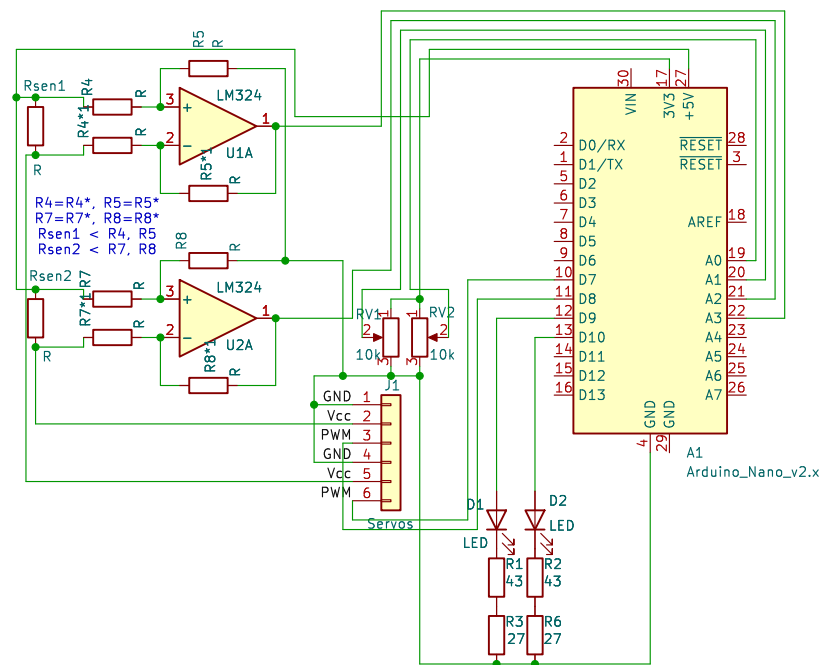 R5
R
Rsen1
R4
R
LM324
3
+
1
R4*1
R
2
-
U1A
R
R5*1
R
R4=R4*, R5=R5*
R7=R7*, R8=R8*
Rsen1 < R4, R5
Rsen2 < R7, R8
R8
R
Rsen2
R7
R
LM324
3
+
1
R7*1
R
2
-
U2A
R
R8*1
R
RV1
1
2
3
10k
RV2
1
2
3
10k
J1
GND 1
Vcc 2
PWM 3
GND 4
Vcc 5
PWM 6
Servos
30
VIN
17
3V3
27
+5V
2 D0/RX
1 D1/TX
5 D2
6 D3
7 D4
8 D5
9 D6
10 D7
11 D8
12 D9
13 D10
14 D11
15 D12
16 D13
RESET 28
RESET 3
AREF 18
A0 19
A1 20
A2 21
A3 22
A4 23
A5 24
A6 25
A7 26
GND
4
GND
29
A1
Arduino_Nano_v2.x
D1
LED
D2
LED
R1
43
R2
43
R3
27
R6
27